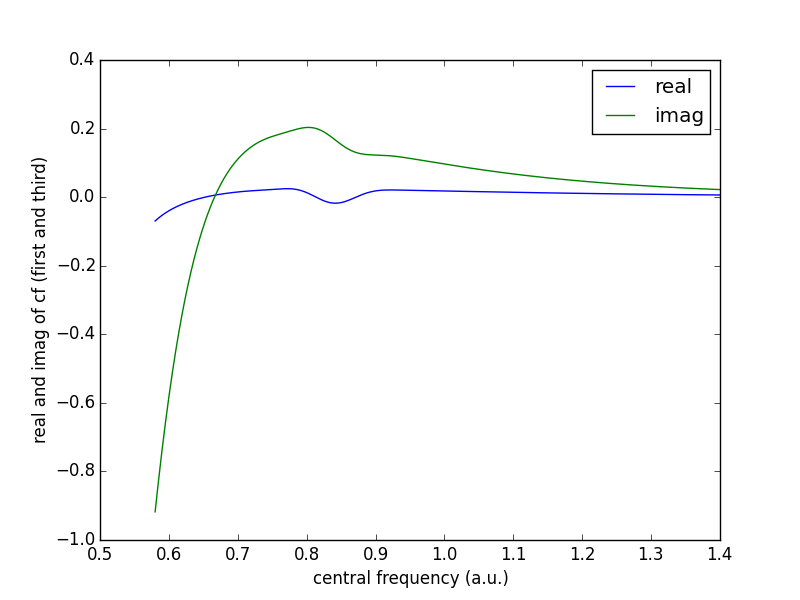 0.4
0.2
0.0
−0.2
−0.4
−0.6
−0.8
−1.0
real and imag of cf (first and third)
real
imag
0.5 0.6 0.7 0.8 0.9 1.0 1.1 1.2 1.3 1.4
central frequency (a.u.)